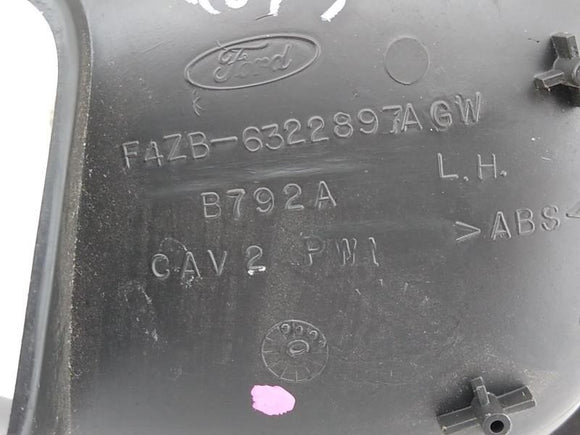 Ford
F4ZB-6322897AGW
L.H.
B792A
>ABS<
CAV 2 PW1